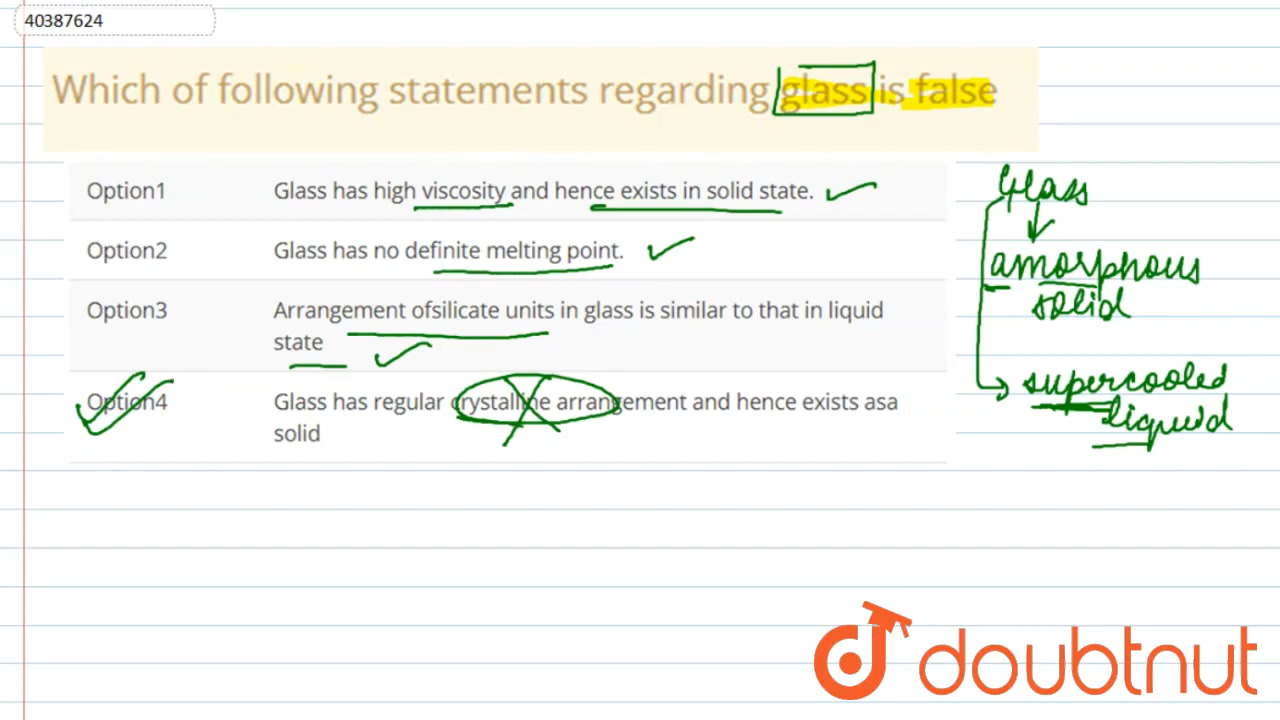 40387624
Which of following statements regarding glass is false
Option1 Glass has high viscosity and hence exists in solid state.
Option2 Glass has no definite melting point.
Option3 Arrangement ofsilicate units in glass is similar to that in liquid
state
Option4 Glass has regular crystalline arrangement and hence exists asa
solid
Glass
amorphous
solid
supercooled
liquid
doubtnut